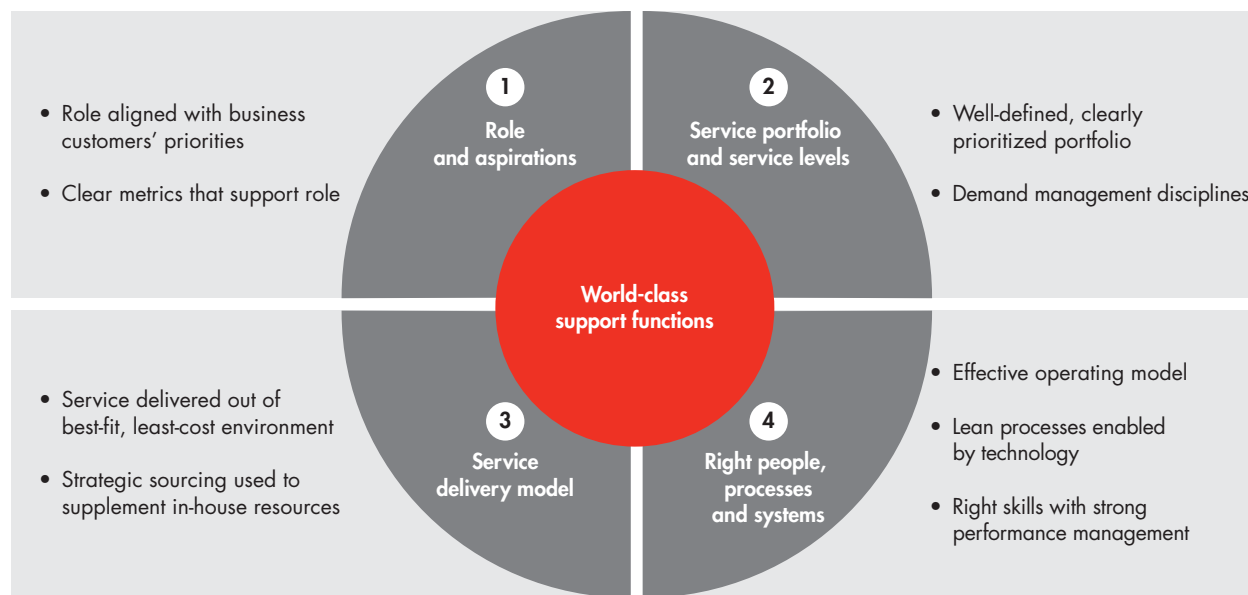 1
Role
and aspirations
• Role aligned with business
customers’ priorities
• Clear metrics that support role
2
Service portfolio
and service levels
• Well-defined, clearly
prioritized portfolio
• Demand management disciplines
World-class
support functions
3
Service
delivery model
• Service delivered out of
best-fit, least-cost environment
• Strategic sourcing used to
supplement in-house resources
4
Right people,
processes
and systems
• Effective operating model
• Lean processes enabled
by technology
• Right skills with strong
performance management